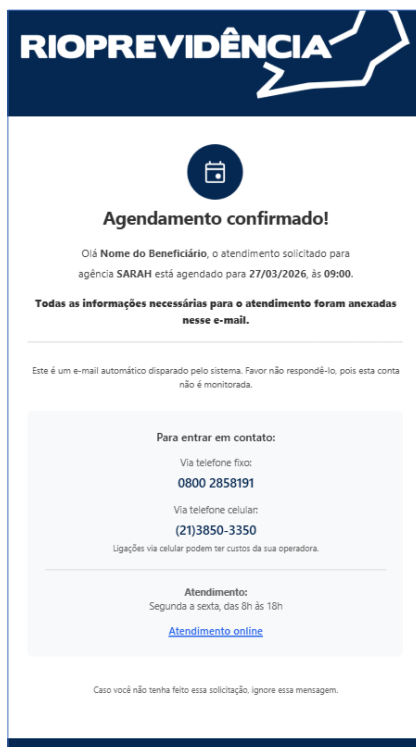 RIOPREVIDÊNCIA
Agendamento confirmado!
Olá Nome do Beneficiário, o atendimento solicitado para
agência SARAH está agendado para 27/03/2026, às 09:00.
Todas as informações necessárias para o atendimento foram anexadas
nesse e-mail.
Este é um e-mail automático disparado pelo sistema. Favor não respondê-lo, pois esta conta
não é monitorada.
Para entrar em contato:
Via telefone fixo:
0800 2858191
Via telefone celular:
(21)3850-3350
Ligações via celular podem ter custos da sua operadora.
Atendimento:
Segunda a sexta, das 8h às 18h
Atendimento online
Caso você não tenha feito essa solicitação, ignore essa mensagem.